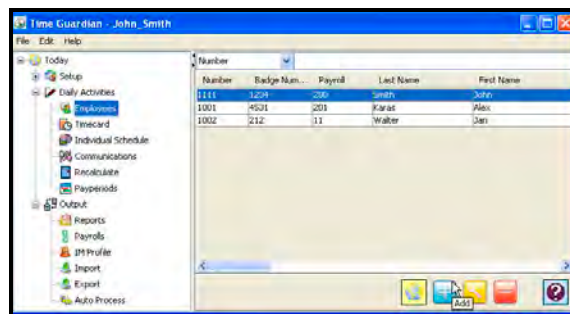 Time Guardian - John_Smith
File Edit Help
Today
Setup
Daily Activities
Employees
Timecard
Individual Schedule
Communications
Recalculate
Payperiods
Output
Reports
Payrolls
IM Profile
Import
Export
Auto Process
Number
Number Badge Num... Payroll Last Name First Name
1111 1234 200 Smith John
1001 4531 201 Karas Alex
1002 212 11 Walter Jan
Add